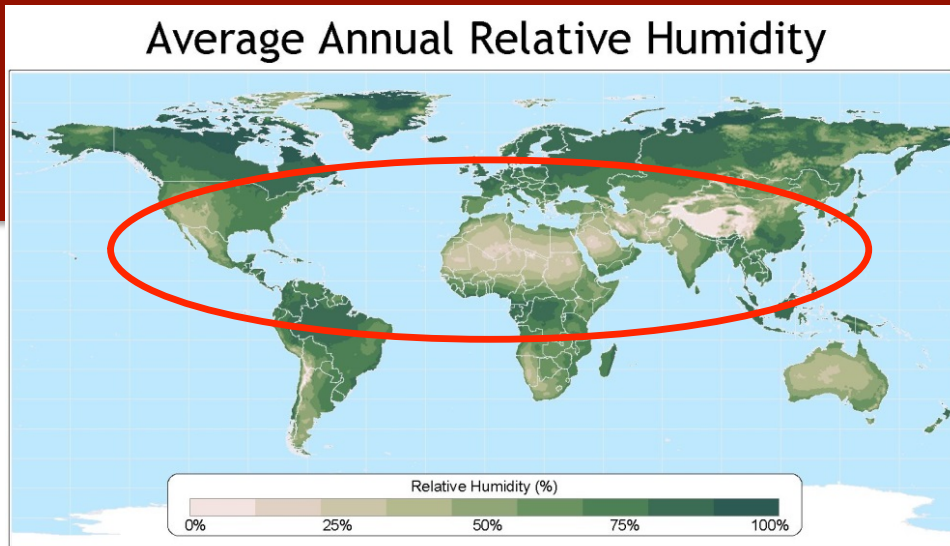 Average Annual Relative Humidity
Relative Humidity (%)
0% 25% 50% 75% 100%